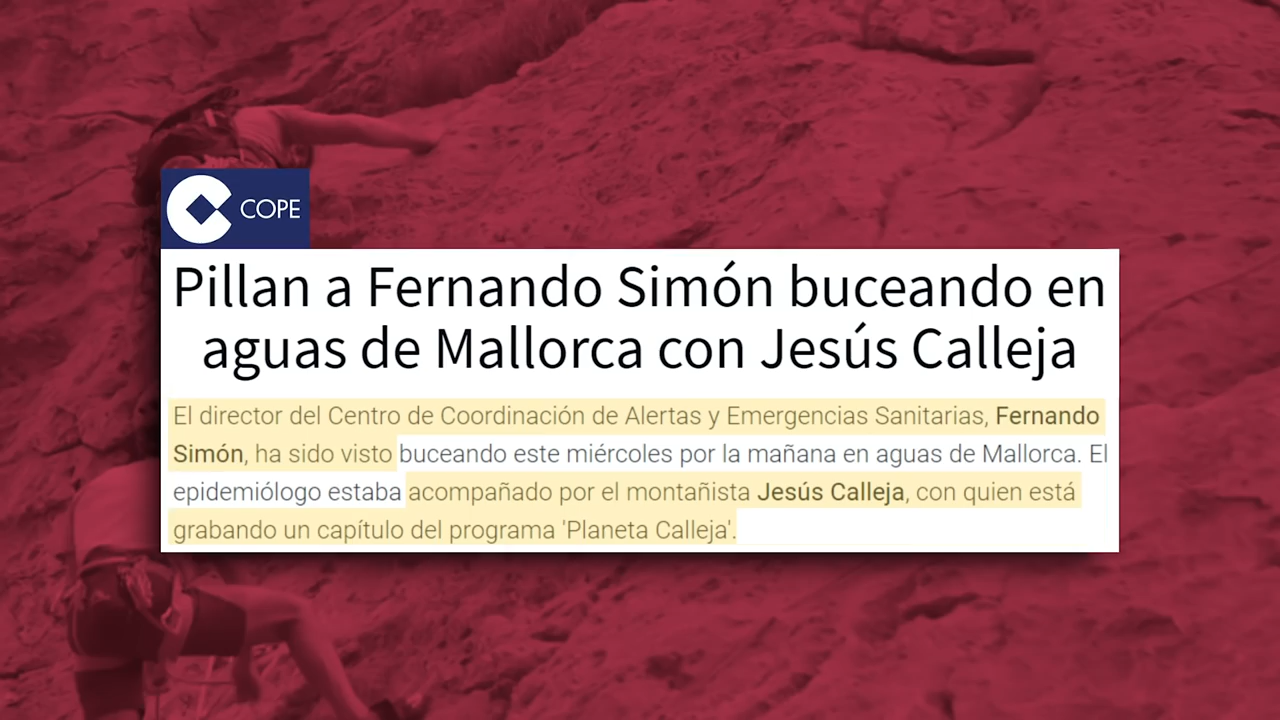 COPE
Pillan a Fernando Simón buceando en
aguas de Mallorca con Jesús Calleja
El director del Centro de Coordinación de Alertas y Emergencias Sanitarias, Fernando
Simón, ha sido visto buceando este miércoles por la mañana en aguas de Mallorca. El
epidemiólogo estaba acompañado por el montañista Jesús Calleja, con quien está
grabando un capítulo del programa 'Planeta Calleja'.